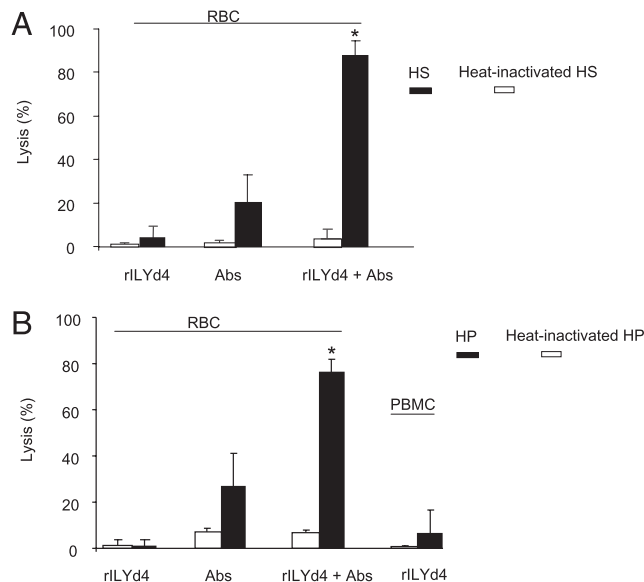 A
RBC
100
80
60
40
20
0
Lysis (%)
*
HS Heat-inactivated HS
rILYd4 Abs rILYd4 + Abs
B
RBC
100
80
60
40
20
0
Lysis (%)
*
HP Heat-inactivated HP
PBMC
rILYd4 Abs rILYd4 + Abs rILYd4